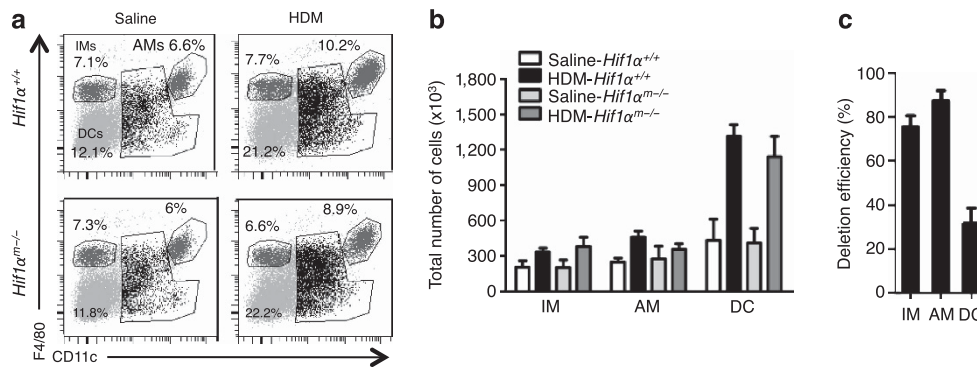 a
Saline
HDM
Hif1α+/+
IMs
7.1%
AMs 6.6%
DCs
12.1%
7.7%
10.2%
21.2%
Hif1αm−/−
7.3%
6%
11.8%
6.6%
8.9%
22.2%
F4/80
CD11c
b
Saline-Hif1α+/+
HDM-Hif1α+/+
Saline-Hif1αm−/−
HDM-Hif1αm−/−
Total number of cells (x10³)
1,800
1,500
1,200
900
600
300
0
IM AM DC
c
Deletion efficiency (%)
100
80
60
40
20
0
IM AM DC